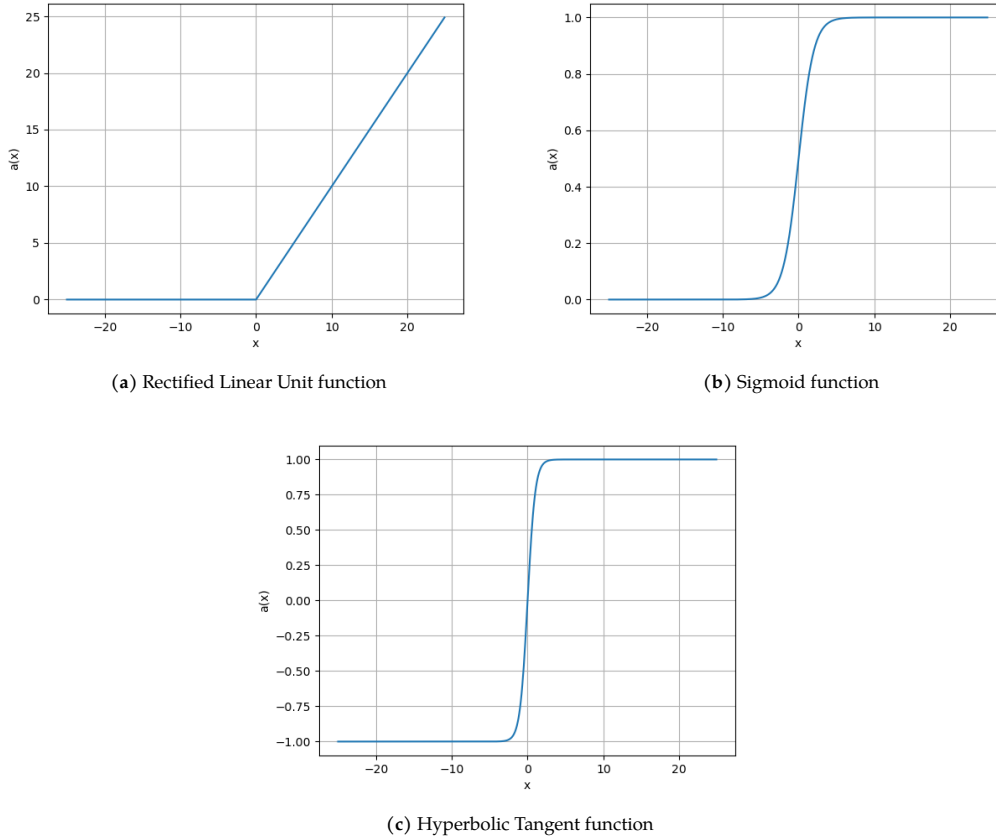 25
20
15
10
5
0
a(x)
−20 −10 0 10 20
x
(a) Rectified Linear Unit function
1.0
0.8
0.6
0.4
0.2
0.0
a(x)
−20 −10 0 10 20
x
(b) Sigmoid function
1.00
0.75
0.50
0.25
0.00
−0.25
−0.50
−0.75
−1.00
a(x)
−20 −10 0 10 20
x
(c) Hyperbolic Tangent function